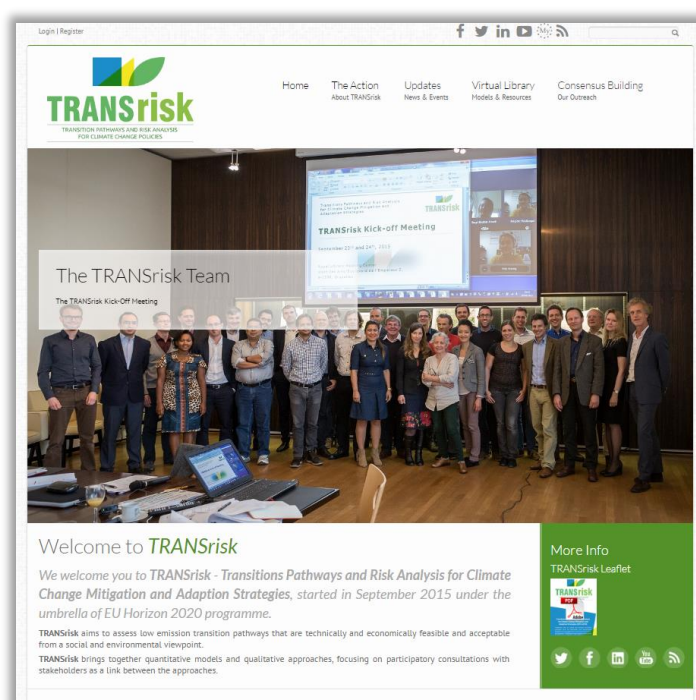 Login | Register
Home
The Action
Updates
Virtual Library
Consensus Building
About TRANSrisk
News & Events
Models & Resources
Our Outreach
TRANSrisk
TRANSITION PATHWAYS AND RISK ANALYSIS
FOR CLIMATE CHANGE POLICIES
TRANSrisk
TRANSrisk Kick-off Meeting
The TRANSrisk Team
The TRANSrisk Kick-Off Meeting
Welcome to TRANSrisk
We welcome you to TRANSrisk - Transitions Pathways and Risk Analysis for Climate
Change Mitigation and Adaption Strategies, started in September 2015 under the
umbrella of EU Horizon 2020 programme.
TRANSrisk aims to assess low emission transition pathways that are technically and economically feasible and acceptable
from a social and environmental viewpoint.
TRANSrisk brings together quantitative models and qualitative approaches, focusing on participatory consultations with
stakeholders as a link between the approaches.
More Info
TRANSrisk Leaflet
TRANSrisk
PDF
Adobe